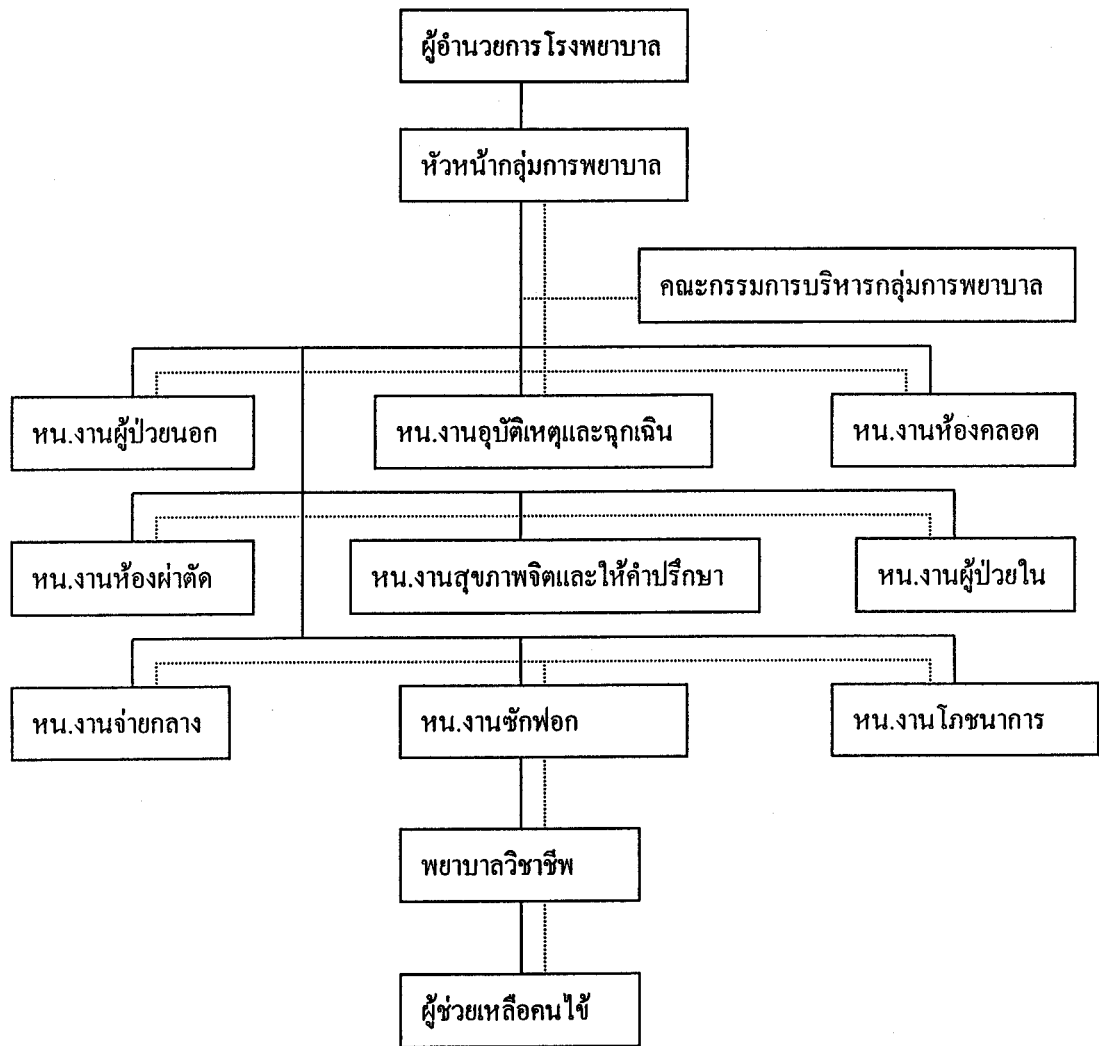 ผู้อำนวยการโรงพยาบาล
หัวหน้ากลุ่มการพยาบาล
คณะกรรมการบริหารกลุ่มการพยาบาล
หน.งานผู้ป่วยนอก
หน.งานอุบัติเหตุและฉุกเฉิน
หน.งานห้องคลอด
หน.งานห้องผ่าตัด
หน.งานสุขภาพจิตและให้คำปรึกษา
หน.งานผู้ป่วยใน
หน.งานจ่ายกลาง
หน.งานซักฟอก
หน.งานโภชนาการ
พยาบาลวิชาชีพ
ผู้ช่วยเหลือคนไข้